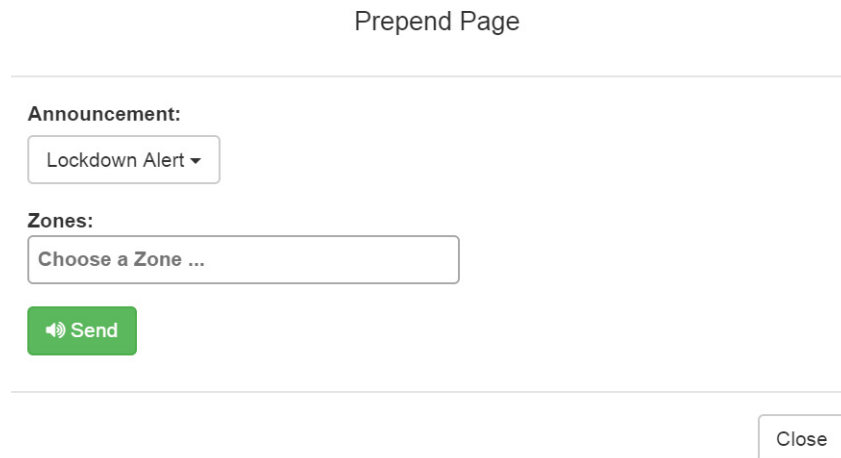 Prepend Page
Announcement:
Lockdown Alert
Zones:
Choose a Zone ...
Send
Close